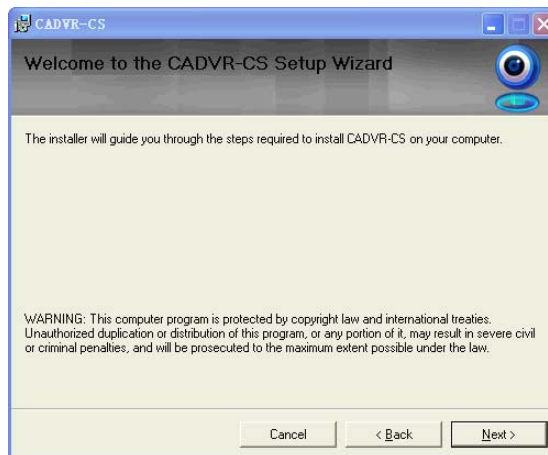 CADVR-CS
Welcome to the CADVR-CS Setup Wizard
The installer will guide you through the steps required to install CADVR-CS on your computer.
WARNING: This computer program is protected by copyright law and international treaties.
Unauthorized duplication or distribution of this program, or any portion of it, may result in severe civil
or criminal penalties, and will be prosecuted to the maximum extent possible under the law.
Cancel
< Back
Next >